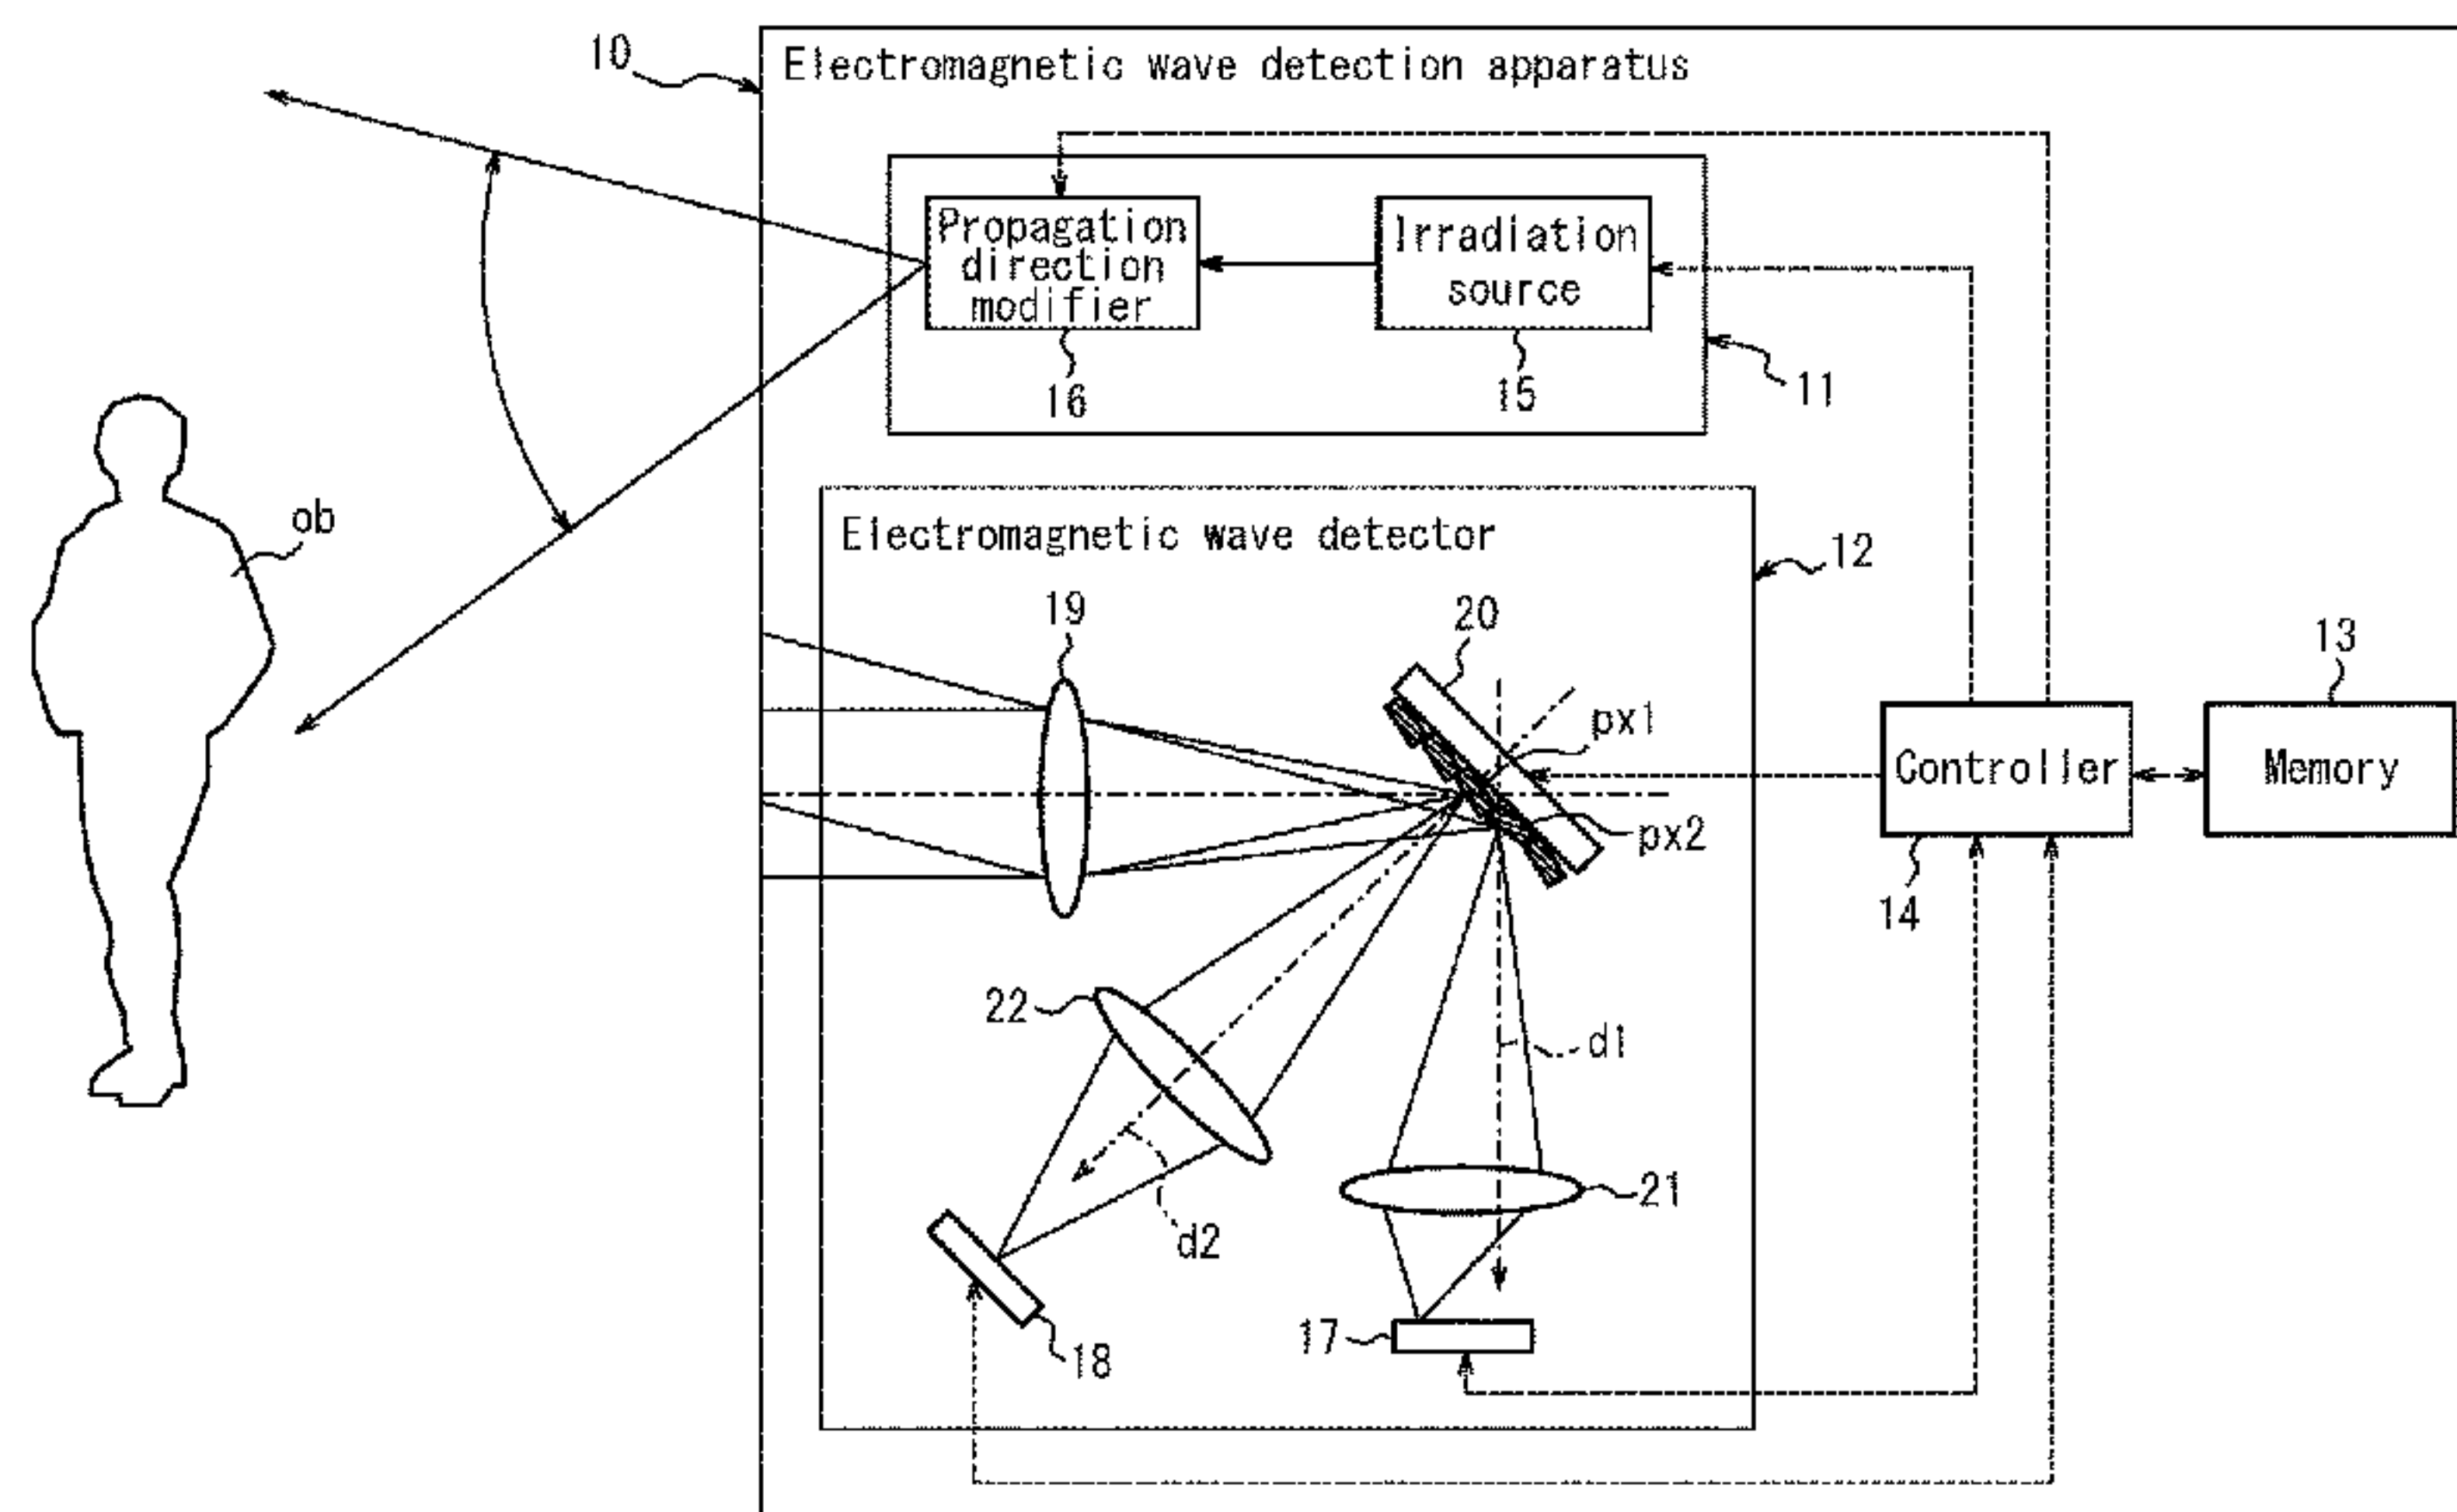 10
Electromagnetic wave detection apparatus
Propagation
direction
modifier
Irradiation
source
16
15
11
ob
Electromagnetic wave detector
12
19
20
px1
px2
13
Controller
Memory
14
22
d1
d2
21
18
17